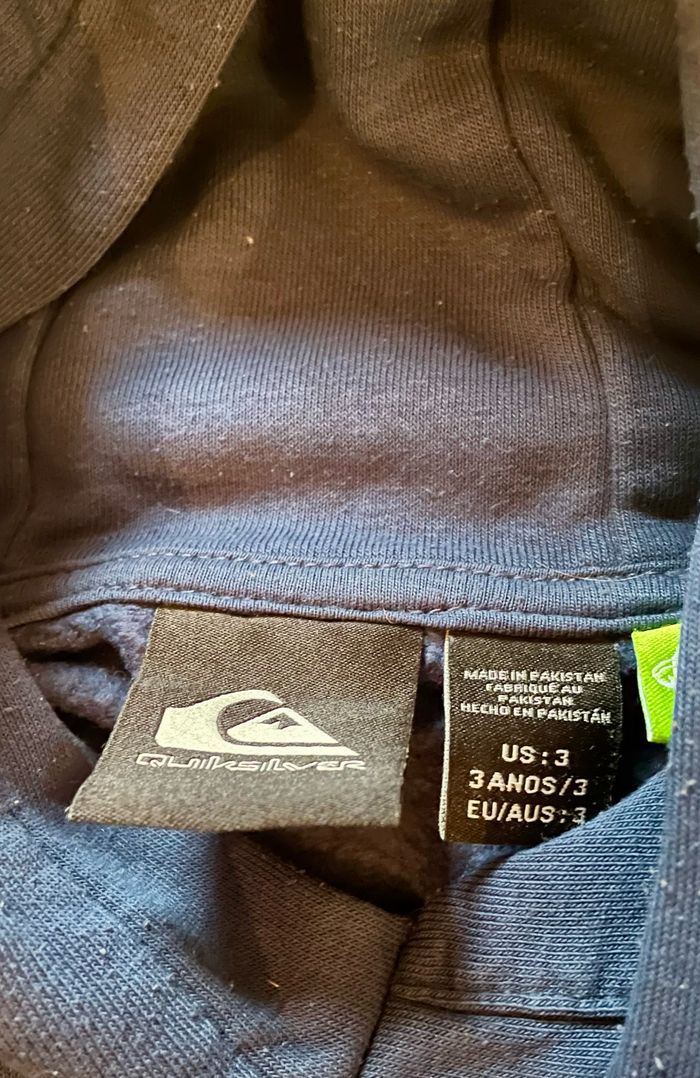 QUIKSILVER
MADE IN PAKISTAN
FABRIQUÉ AU
PAKISTAN
HECHO EN PAKISTÁN
US : 3
3 ANOS / 3
EU/AUS : 3